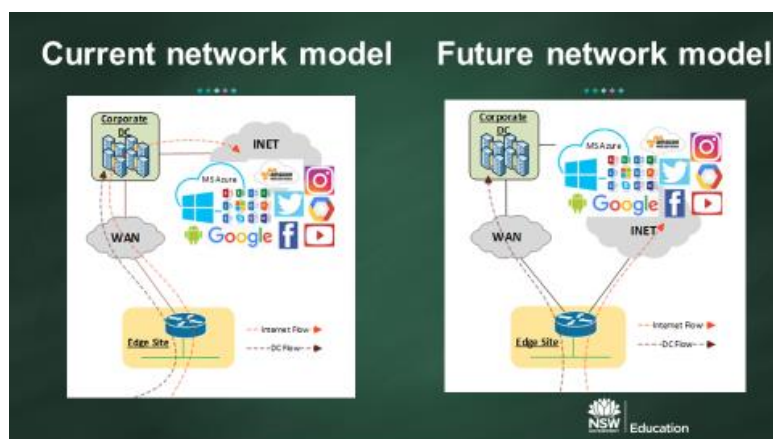 Current network model
Corporate
DC
INET
MS Azure
amazon
Google
WAN
Edge Site
Internet Flow
DC Flow
Future network model
Corporate
DC
MS Azure
amazon
Google
INET
WAN
Edge Site
Internet Flow
DC Flow
NSW
Education